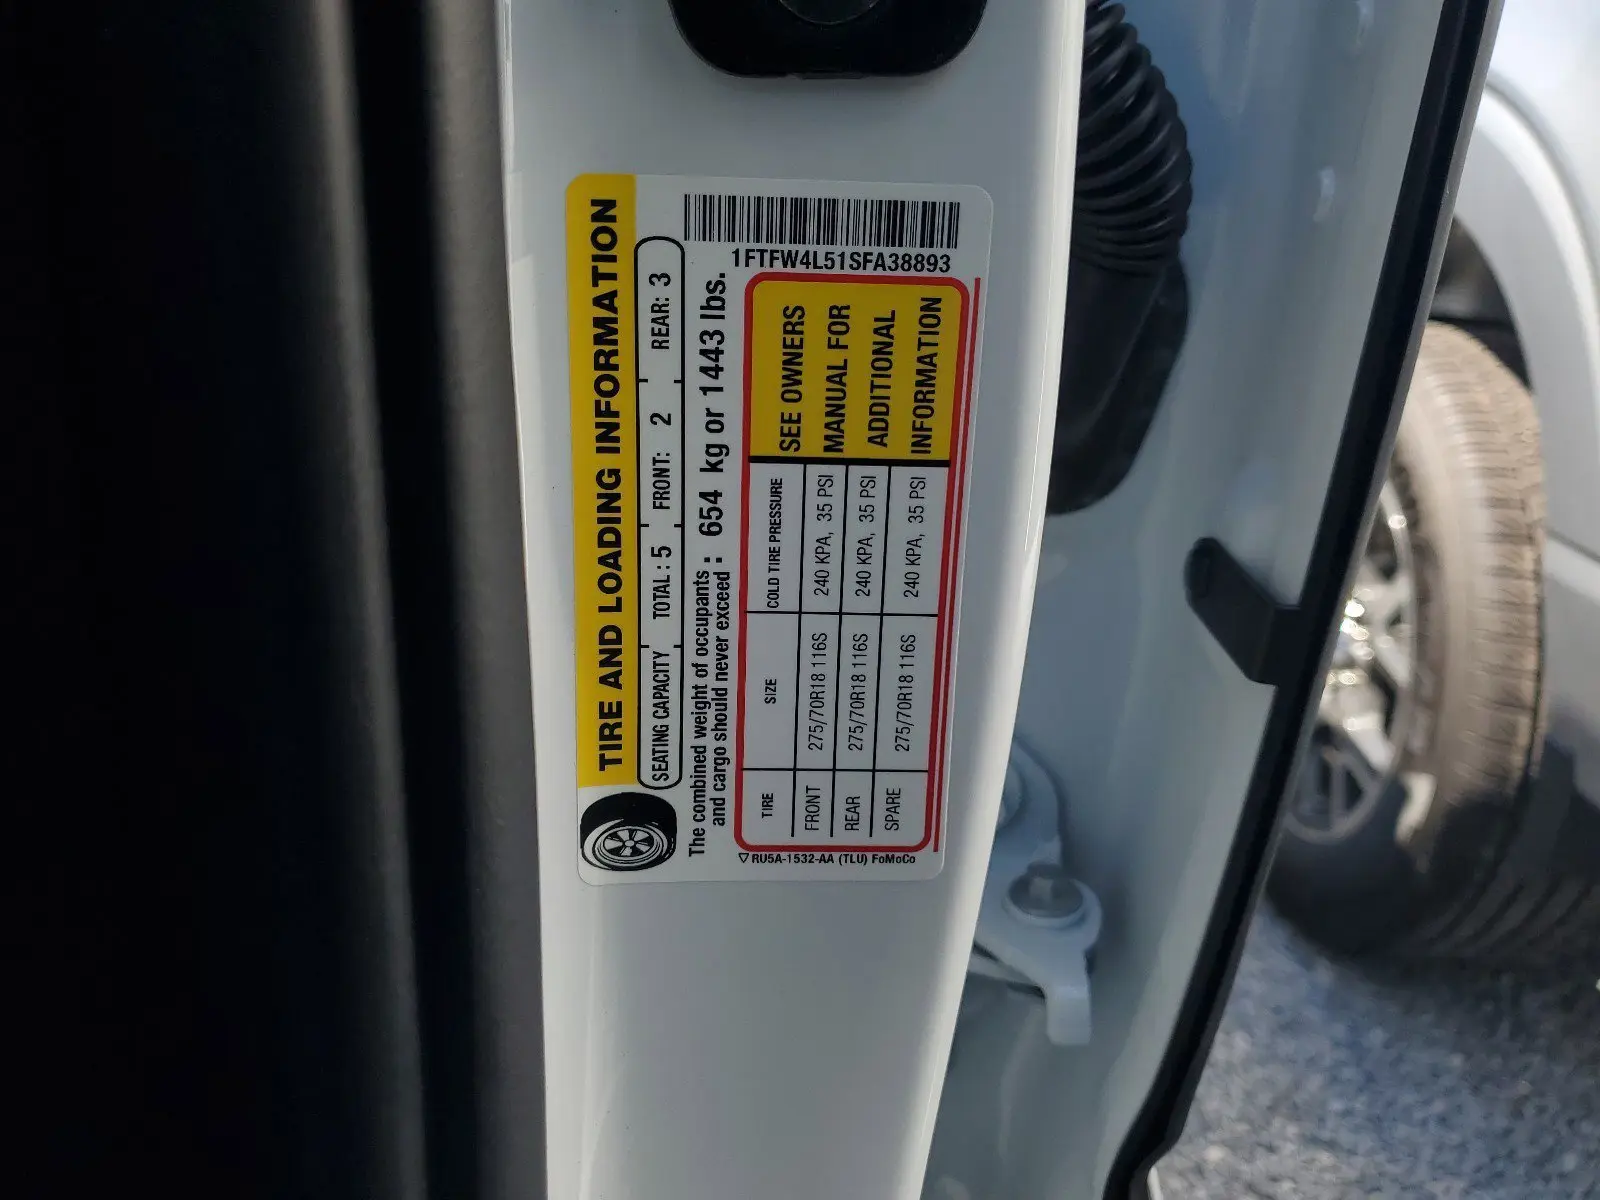 TIRE AND LOADING INFORMATION
SEATING CAPACITY TOTAL : 5 FRONT: 2 REAR: 3
The combined weight of occupants
and cargo should never exceed : 654 kg or 1443 lbs.
1FTFW4L51SFA38893
TIRE SIZE COLD TIRE PRESSURE
FRONT 275/70R18 116S 240 KPA, 35 PSI
REAR 275/70R18 116S 240 KPA, 35 PSI
SPARE 275/70R18 116S 240 KPA, 35 PSI
SEE OWNERS
MANUAL FOR
ADDITIONAL
INFORMATION
▽ RU5A-1532-AA (TLU) FoMoCo